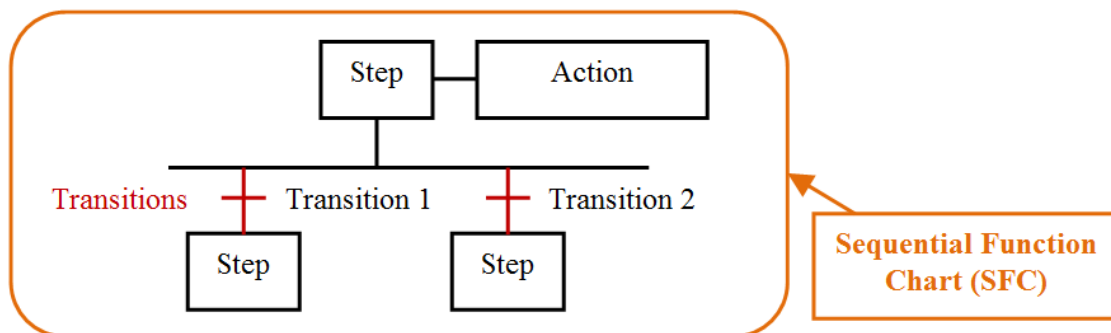 Step
Action
Transitions
Transition 1
Transition 2
Step
Step
Sequential Function
Chart (SFC)